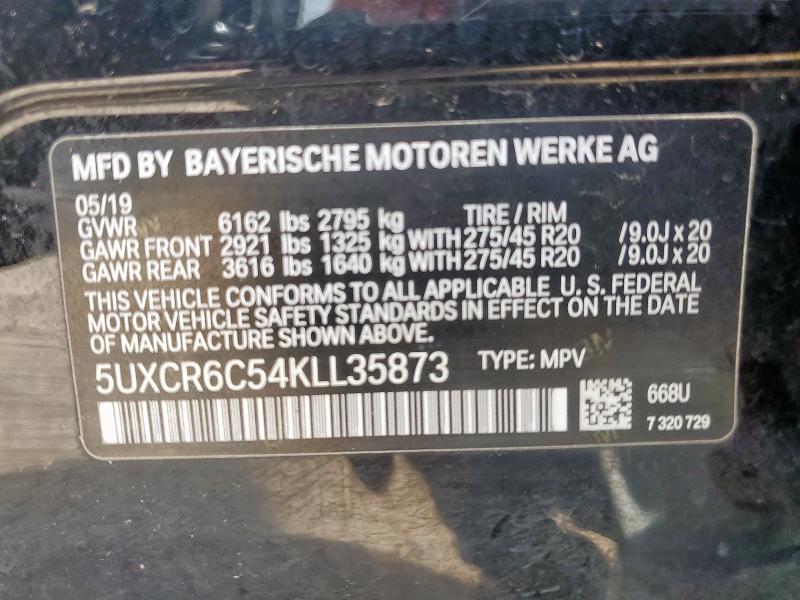 MFD BY BAYERISCHE MOTOREN WERKE AG
05/19 TIRE / RIM
GVWR 6162 lbs 2795 kg
GAWR FRONT 2921 lbs 1325 kg WITH 275/45 R20 /9.0J x 20
GAWR REAR 3616 lbs 1640 kg WITH 275/45 R20 /9.0J x 20
THIS VEHICLE CONFORMS TO ALL APPLICABLE U. S. FEDERAL
MOTOR VEHICLE SAFETY STANDARDS IN EFFECT ON THE DATE
OF MANUFACTURE SHOWN ABOVE.
5UXCR6C54KLL35873 TYPE: MPV
668U
7 320 729